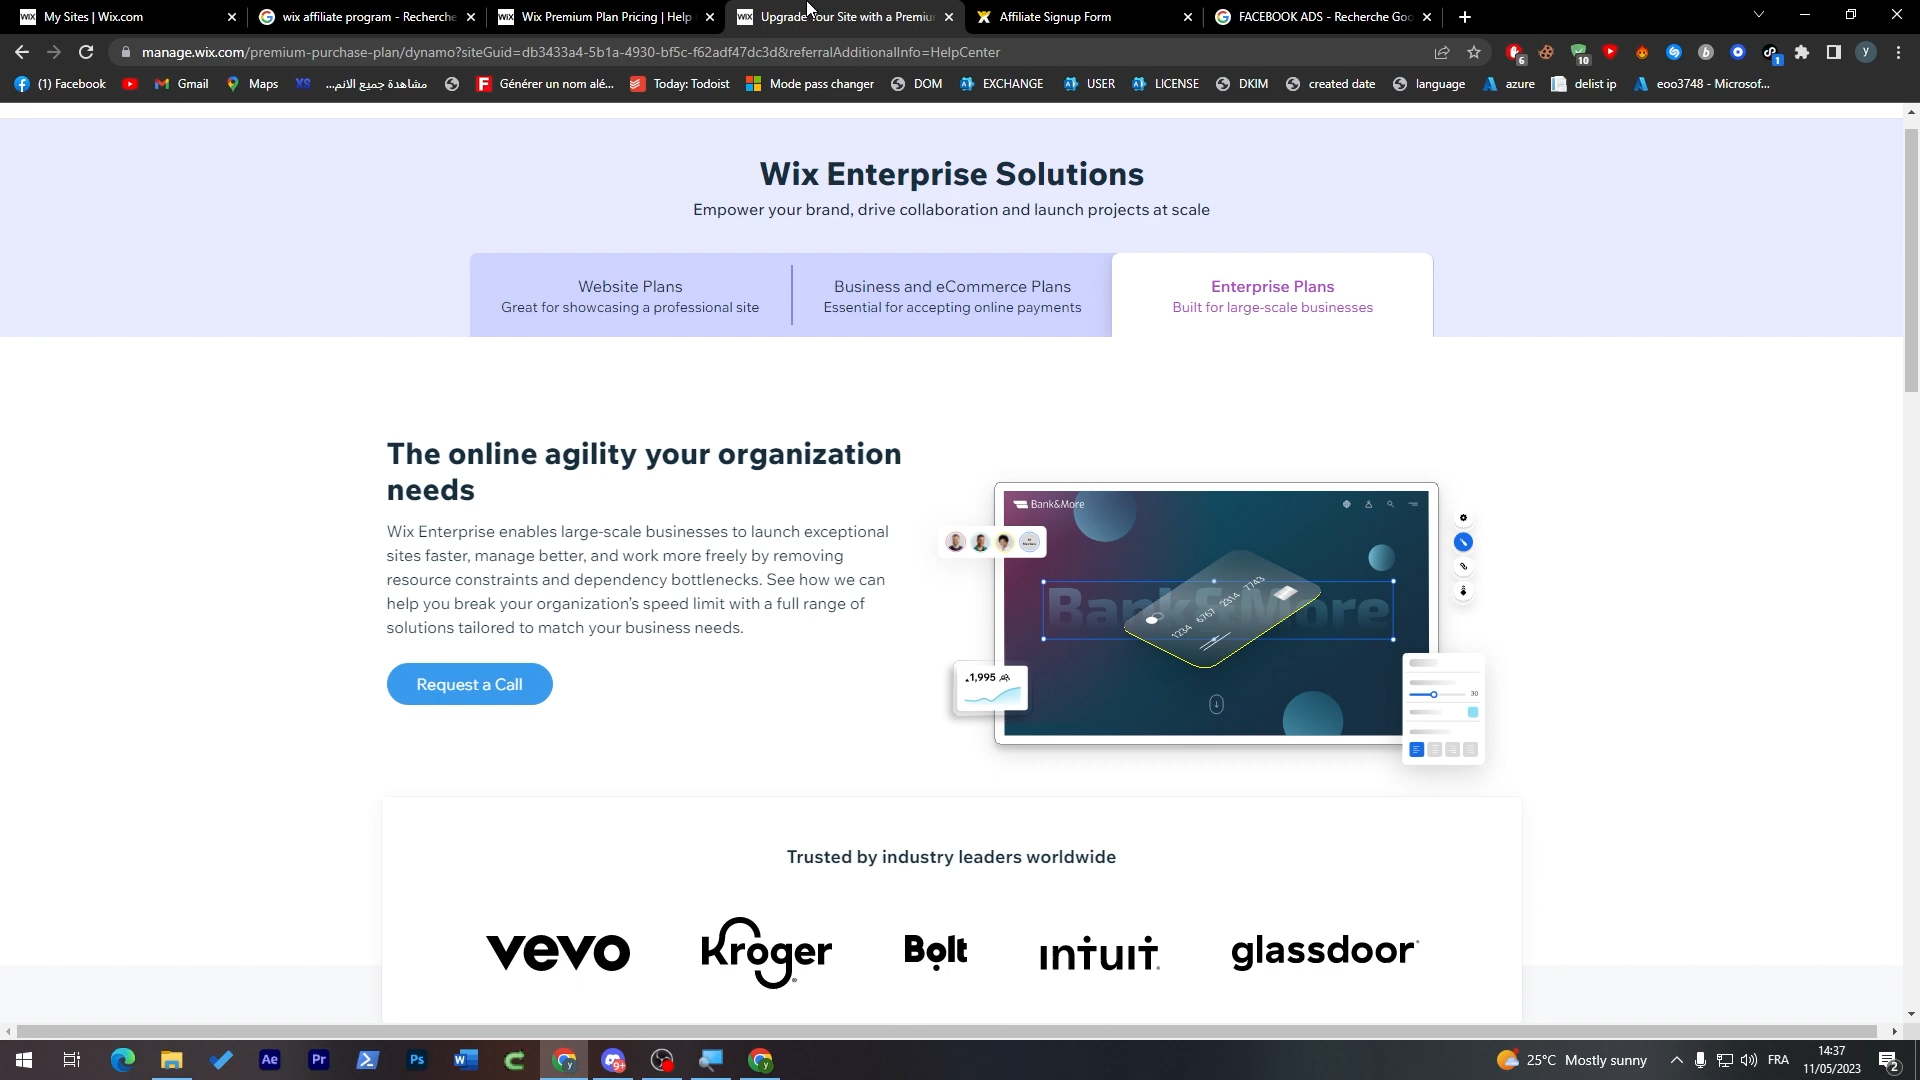 My Sites | Wix.com
wix affiliate program - Recherche
Wix Premium Plan Pricing | Help
Upgrade Your Site with a Premiu
Affiliate Signup Form
FACEBOOK ADS - Recherche Goo
manage.wix.com/premium-purchase-plan/dynamo?siteGuid=db3433a4-5b1a-4930-bf5c-f62adf47dc3d&referralAdditionalInfo=HelpCenter
(1) Facebook
Gmail
Maps
مشاهدة جميع الانم...
Générer un nom alé...
Today: Todoist
Mode pass changer
DOM
EXCHANGE
USER
LICENSE
DKIM
created date
language
azure
delist ip
eoo3748 - Microsof...
Wix Enterprise Solutions
Empower your brand, drive collaboration and launch projects at scale
Website Plans
Great for showcasing a professional site
Business and eCommerce Plans
Essential for accepting online payments
Enterprise Plans
Built for large-scale businesses
The online agility your organization
needs
Wix Enterprise enables large-scale businesses to launch exceptional
sites faster, manage better, and work more freely by removing
resource constraints and dependency bottlenecks. See how we can
help you break your organization's speed limit with a full range of
solutions tailored to match your business needs.
Request a Call
Bank&More
Bank&More
1234 6767 2314 7743
1,995
30
Trusted by industry leaders worldwide
vevo
Kroger
Bolt
intuit
glassdoor
25°C Mostly sunny
FRA
14:37
11/05/2023